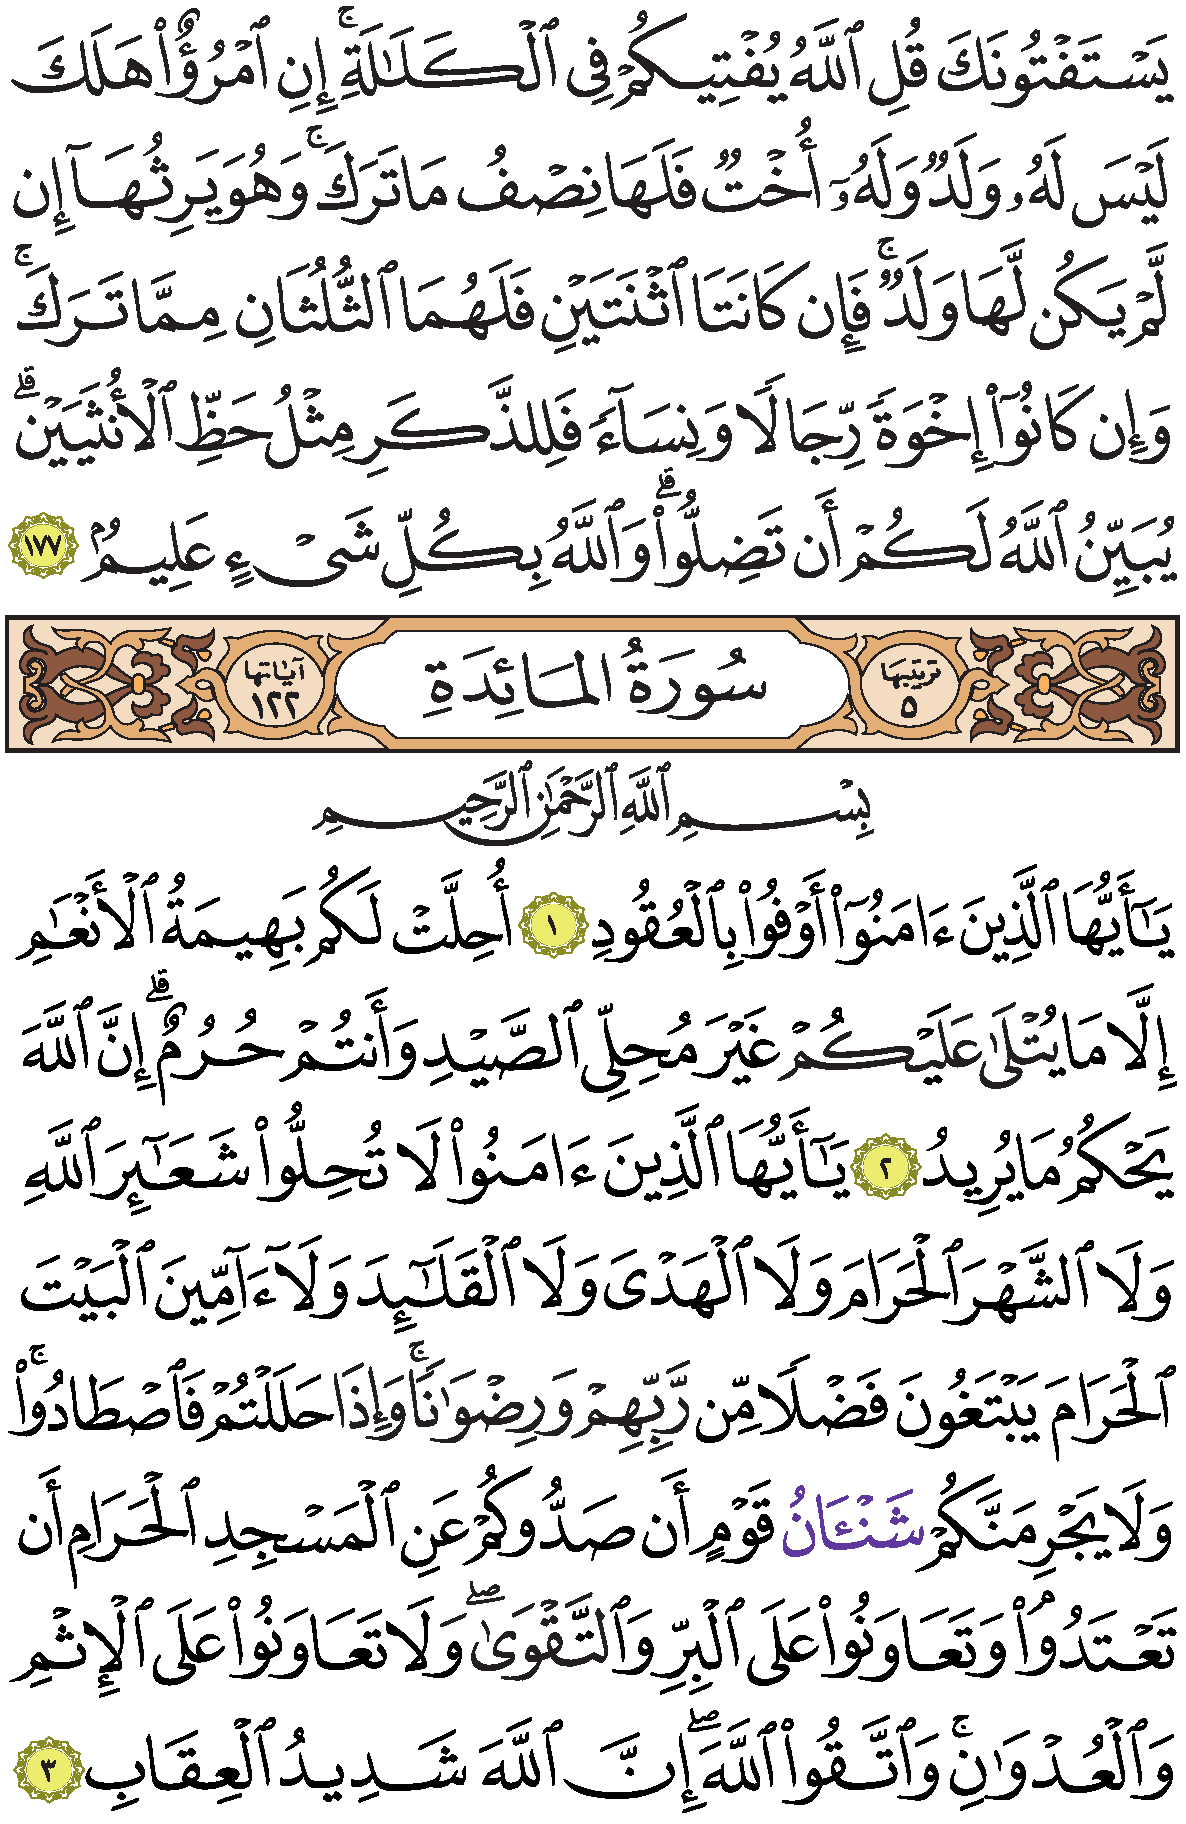 يَسۡتَفۡتُونَكَ قُلِ ٱللَّهُ يُفۡتِيكُمۡ فِي ٱلۡكَلَٰلَةِۚ إِنِ ٱمۡرُؤٌاْ هَلَكَ
لَيۡسَ لَهُۥ وَلَدٞ وَلَهُۥٓ أُخۡتٞ فَلَهَا نِصۡفُ مَا تَرَكَۚ وَهُوَ يَرِثُهَآ إِن
لَّمۡ يَكُن لَّهَا وَلَدٞۚ فَإِن كَانَتَا ٱثۡنَتَيۡنِ فَلَهُمَا ٱلثُّلُثَانِ مِمَّا تَرَكَۚ
وَإِن كَانُوٓاْ إِخۡوَةٗ رِّجَالٗا وَنِسَآءٗ فَلِلذَّكَرِ مِثۡلُ حَظِّ ٱلۡأُنثَيَيۡنِۗ
يُبَيِّنُ ٱللَّهُ لَكُمۡ أَن تَضِلُّواْۗ وَٱللَّهُ بِكُلِّ شَيۡءٍ عَلِيمُۢ ١٧٧
ترتيبها ٥ سُورَةُ المَائِدَةِ آياتها ١٢٢
بِسۡمِ ٱللَّهِ ٱلرَّحۡمَٰنِ ٱلرَّحِيمِ
يَٰٓأَيُّهَا ٱلَّذِينَ ءَامَنُوٓاْ أَوۡفُواْ بِٱلۡعُقُودِ ١ أُحِلَّتۡ لَكُم بَهِيمَةُ ٱلۡأَنۡعَٰمِ
إِلَّا مَا يُتۡلَىٰ عَلَيۡكُمۡ غَيۡرَ مُحِلِّي ٱلصَّيۡدِ وَأَنتُمۡ حُرُمٌۗ إِنَّ ٱللَّهَ
يَحۡكُمُ مَا يُرِيدُ ٢ يَٰٓأَيُّهَا ٱلَّذِينَ ءَامَنُواْ لَا تُحِلُّواْ شَعَٰٓئِرَ ٱللَّهِ
وَلَا ٱلشَّهۡرَ ٱلۡحَرَامَ وَلَا ٱلۡهَدۡيَ وَلَا ٱلۡقَلَٰٓئِدَ وَلَآ ءَآمِّينَ ٱلۡبَيۡتَ
ٱلۡحَرَامَ يَبۡتَغُونَ فَضۡلٗا مِّن رَّبِّهِمۡ وَرِضۡوَٰنٗاۚ وَإِذَا حَلَلۡتُمۡ فَٱصۡطَادُواْۚ
وَلَا يَجۡرِمَنَّكُمۡ شَنۡـَٔانُ قَوۡمٍ أَن صَدُّوكُمۡ عَنِ ٱلۡمَسۡجِدِ ٱلۡحَرَامِ أَن
تَعۡتَدُواْۘ وَتَعَاوَنُواْ عَلَى ٱلۡبِرِّ وَٱلتَّقۡوَىٰۖ وَلَا تَعَاوَنُواْ عَلَى ٱلۡإِثۡمِ
وَٱلۡعُدۡوَٰنِۚ وَٱتَّقُواْ ٱللَّهَۖ إِنَّ ٱللَّهَ شَدِيدُ ٱلۡعِقَابِ ٣